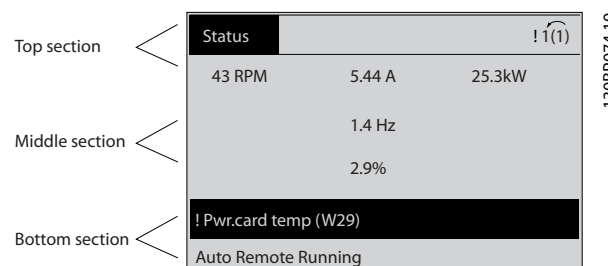 Top section
Status
! 1(1)
43 RPM 5.44 A 25.3kW
Middle section
1.4 Hz
2.9%
! Pwr.card temp (W29)
Bottom section
Auto Remote Running